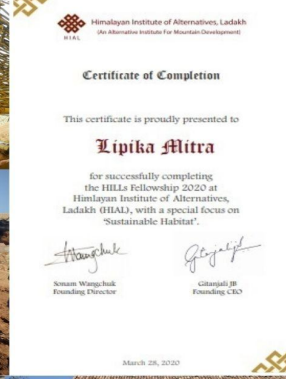 Himalayan Institute of Alternatives, Ladakh
(An Alternative Institute For Mountain Development)
HIAL
Certificate of Completion
This certificate is proudly presented to
Lipika Mitra
for successfully completing
the HILLs Fellowship 2020 at
Himlayan Institute of Alternatives,
Ladakh (HIAL), with a special focus on
'Sustainable Habitat'.
Wangchuk
Gitanjalijb
Sonam Wangchuk
Founding Director
Gitanjali JB
Founding CEO
March 28, 2020